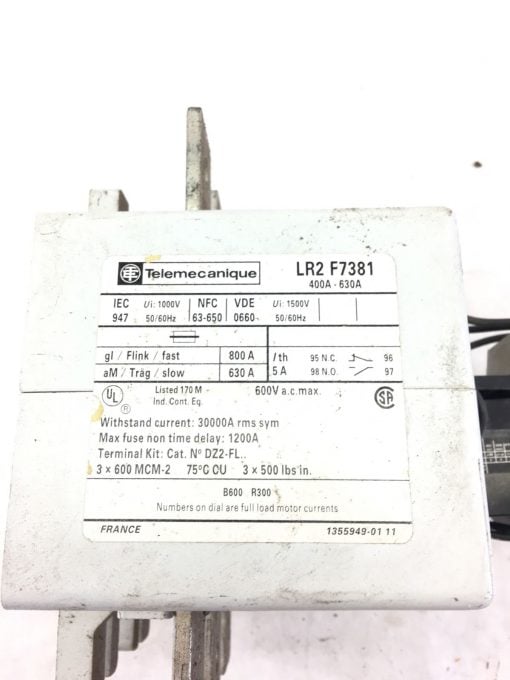 Telemecanique LR2 F7381
400A - 630A
IEC Ui: 1000V NFC VDE Ui: 1500V
947 50/60Hz 63-650 0660 50/60Hz
gl / Flink / fast 800 A Ith 95 N.C. 96
aM / Träg / slow 630 A 5 A 98 N.O. 97
UL Listed 170 M 600V a.c. max. SA
® Ind. Cont. Eq.
Withstand current: 30000A rms sym
Max fuse non time delay: 1200A
Terminal Kit: Cat. N° DZ2-FL..
3 x 600 MCM-2 75°C CU 3 x 500 lbs in.
B600 R300
Numbers on dial are full load motor currents
FRANCE 1355949-01 11